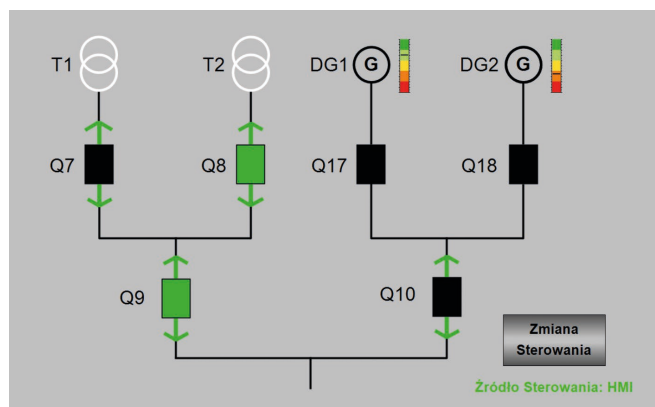 T1
T2
DG1
G
DG2
G
Q7
Q8
Q17
Q18
Q9
Q10
Zmiana
Sterowania
Źródło Sterowania: HMI